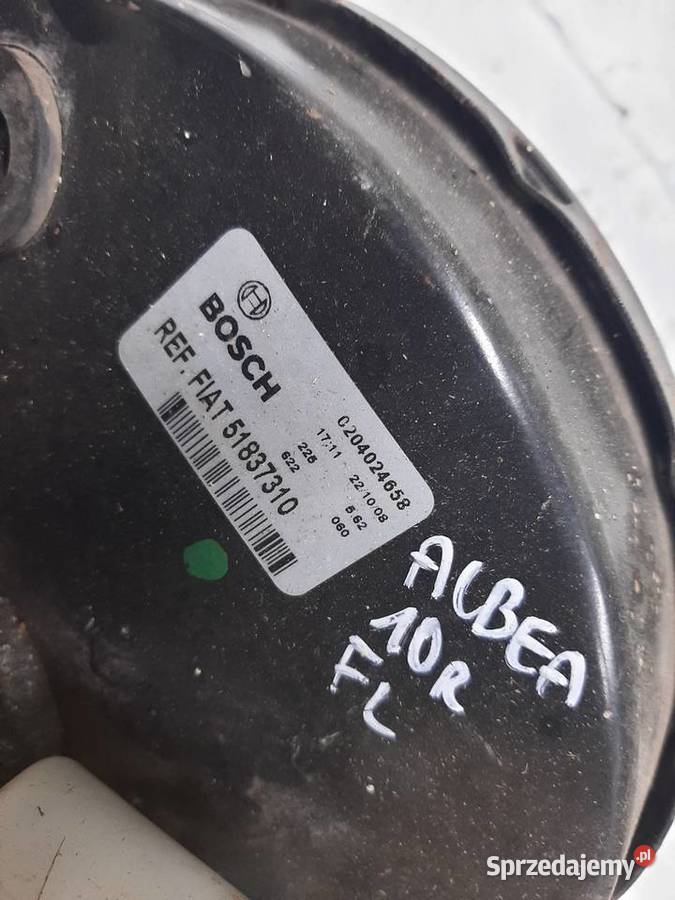 BOSCH
0204024658
17:11 22.10.08
225 5.62
622 060
REF. FIAT 51837310
ALBEA
10R
FL
Sprzedajemy.pl